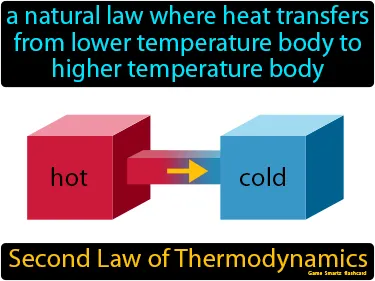 a natural law where heat transfers
from lower temperature body to
higher temperature body
hot
cold
Second Law of Thermodynamics
Game Smartz flashcard